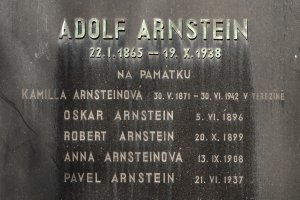 ADOLF ARNSTEIN
22. I. 1865 — 19. X. 1938
NA PAMÁTKU
KAMILLA ARNSTEINOVÁ 30. V. 1871 – 30. VI. 1942 V TEREZÍNĚ
OSKAR ARNSTEIN 5. VI. 1896
ROBERT ARNSTEIN 20. X. 1899
ANNA ARNSTEINOVÁ 13. IX. 1908
PAVEL ARNSTEIN 21. VI. 1937